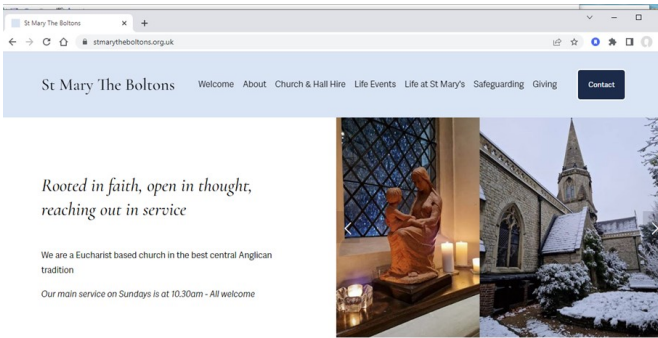 St Mary The Boltons
stmarytheboltons.org.uk
St Mary The Boltons Welcome About Church & Hall Hire Life Events Life at St Mary's Safeguarding Giving Contact
Rooted in faith, open in thought,
reaching out in service
We are a Eucharist based church in the best central Anglican
tradition
Our main service on Sundays is at 10.30am - All welcome